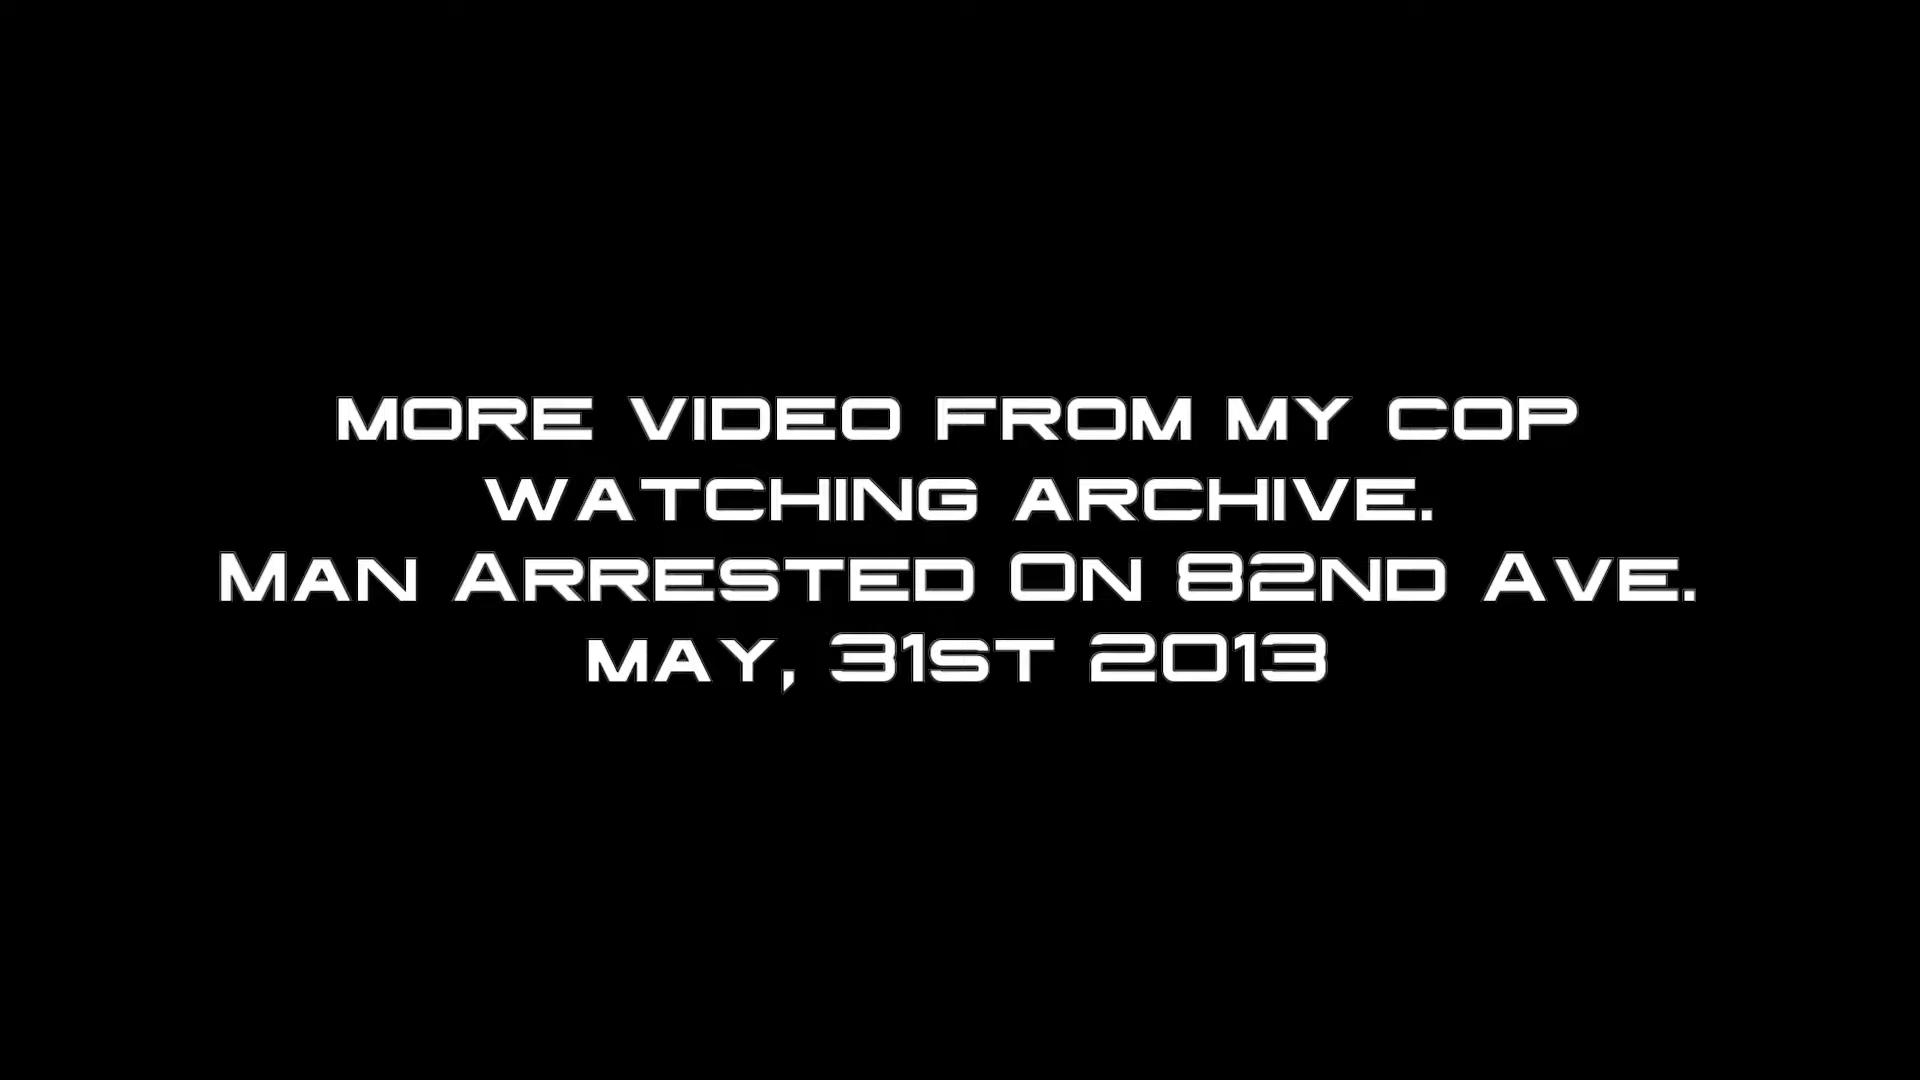 more video from my cop
watching archive.
Man Arrested On 82nd Ave.
may, 31st 2013